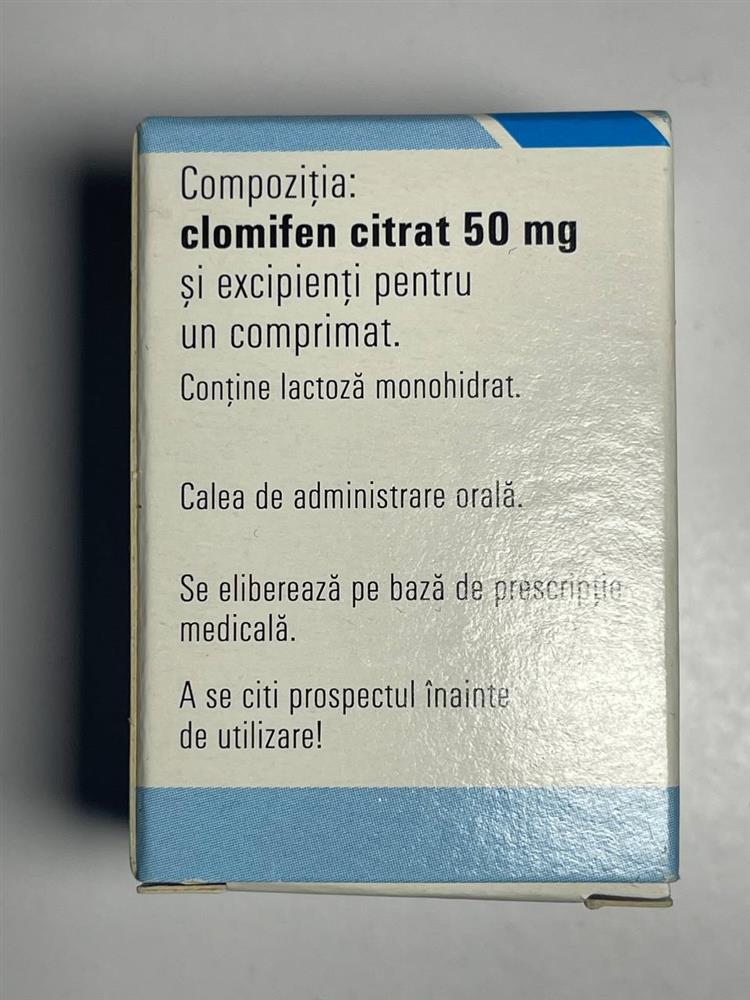 Compoziția:
clomifen citrat 50 mg
și excipienți pentru
un comprimat.
Conține lactoză monohidrat.
Calea de administrare orală.
Se eliberează pe bază de prescripție
medicală.
A se citi prospectul înainte
de utilizare!